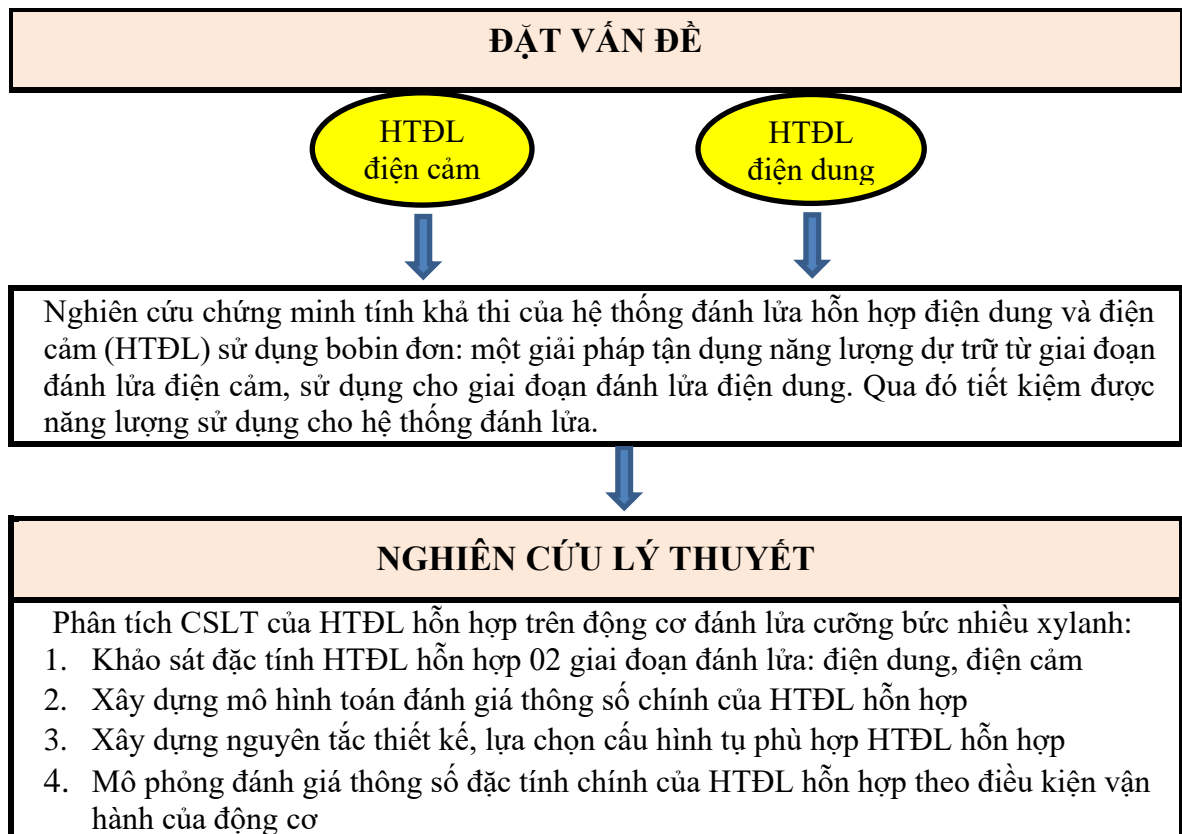 ĐẶT VẤN ĐỀ
HTĐL
điện cảm
HTĐL
điện dung
Nghiên cứu chứng minh tính khả thi của hệ thống đánh lửa hỗn hợp điện dung và điện
cảm (HTĐL) sử dụng bobin đơn: một giải pháp tận dụng năng lượng dự trữ từ giai đoạn
đánh lửa điện cảm, sử dụng cho giai đoạn đánh lửa điện dung. Qua đó tiết kiệm được
năng lượng sử dụng cho hệ thống đánh lửa.
NGHIÊN CỨU LÝ THUYẾT
Phân tích CSLT của HTĐL hỗn hợp trên động cơ đánh lửa cưỡng bức nhiều xylanh:
1. Khảo sát đặc tính HTĐL hỗn hợp 02 giai đoạn đánh lửa: điện dung, điện cảm
2. Xây dựng mô hình toán đánh giá thông số chính của HTĐL hỗn hợp
3. Xây dựng nguyên tắc thiết kế, lựa chọn cấu hình tụ phù hợp HTĐL hỗn hợp
4. Mô phỏng đánh giá thông số đặc tính chính của HTĐL hỗn hợp theo điều kiện vận
hành của động cơ